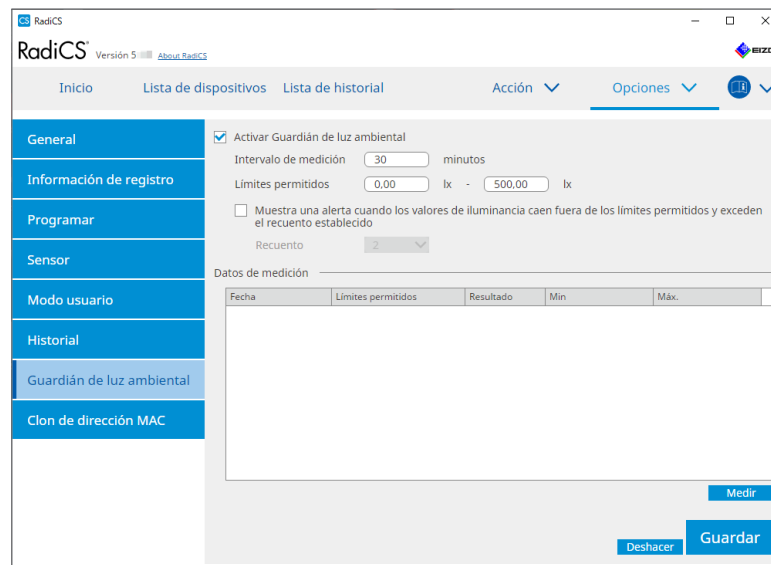 CS RadiCS
RadiCS® Versión 5 About RadiCS
Inicio Lista de dispositivos Lista de historial Acción Opciones
General
Información de registro
Programar
Sensor
Modo usuario
Historial
Guardián de luz ambiental
Clon de dirección MAC
Activar Guardián de luz ambiental
Intervalo de medición 30 minutos
Límites permitidos 0,00 lx - 500,00 lx
Muestra una alerta cuando los valores de iluminancia caen fuera de los límites permitidos y exceden
el recuento establecido
Recuento 2
Datos de medición
Fecha Límites permitidos Resultado Min Máx.
Medir
Deshacer Guardar